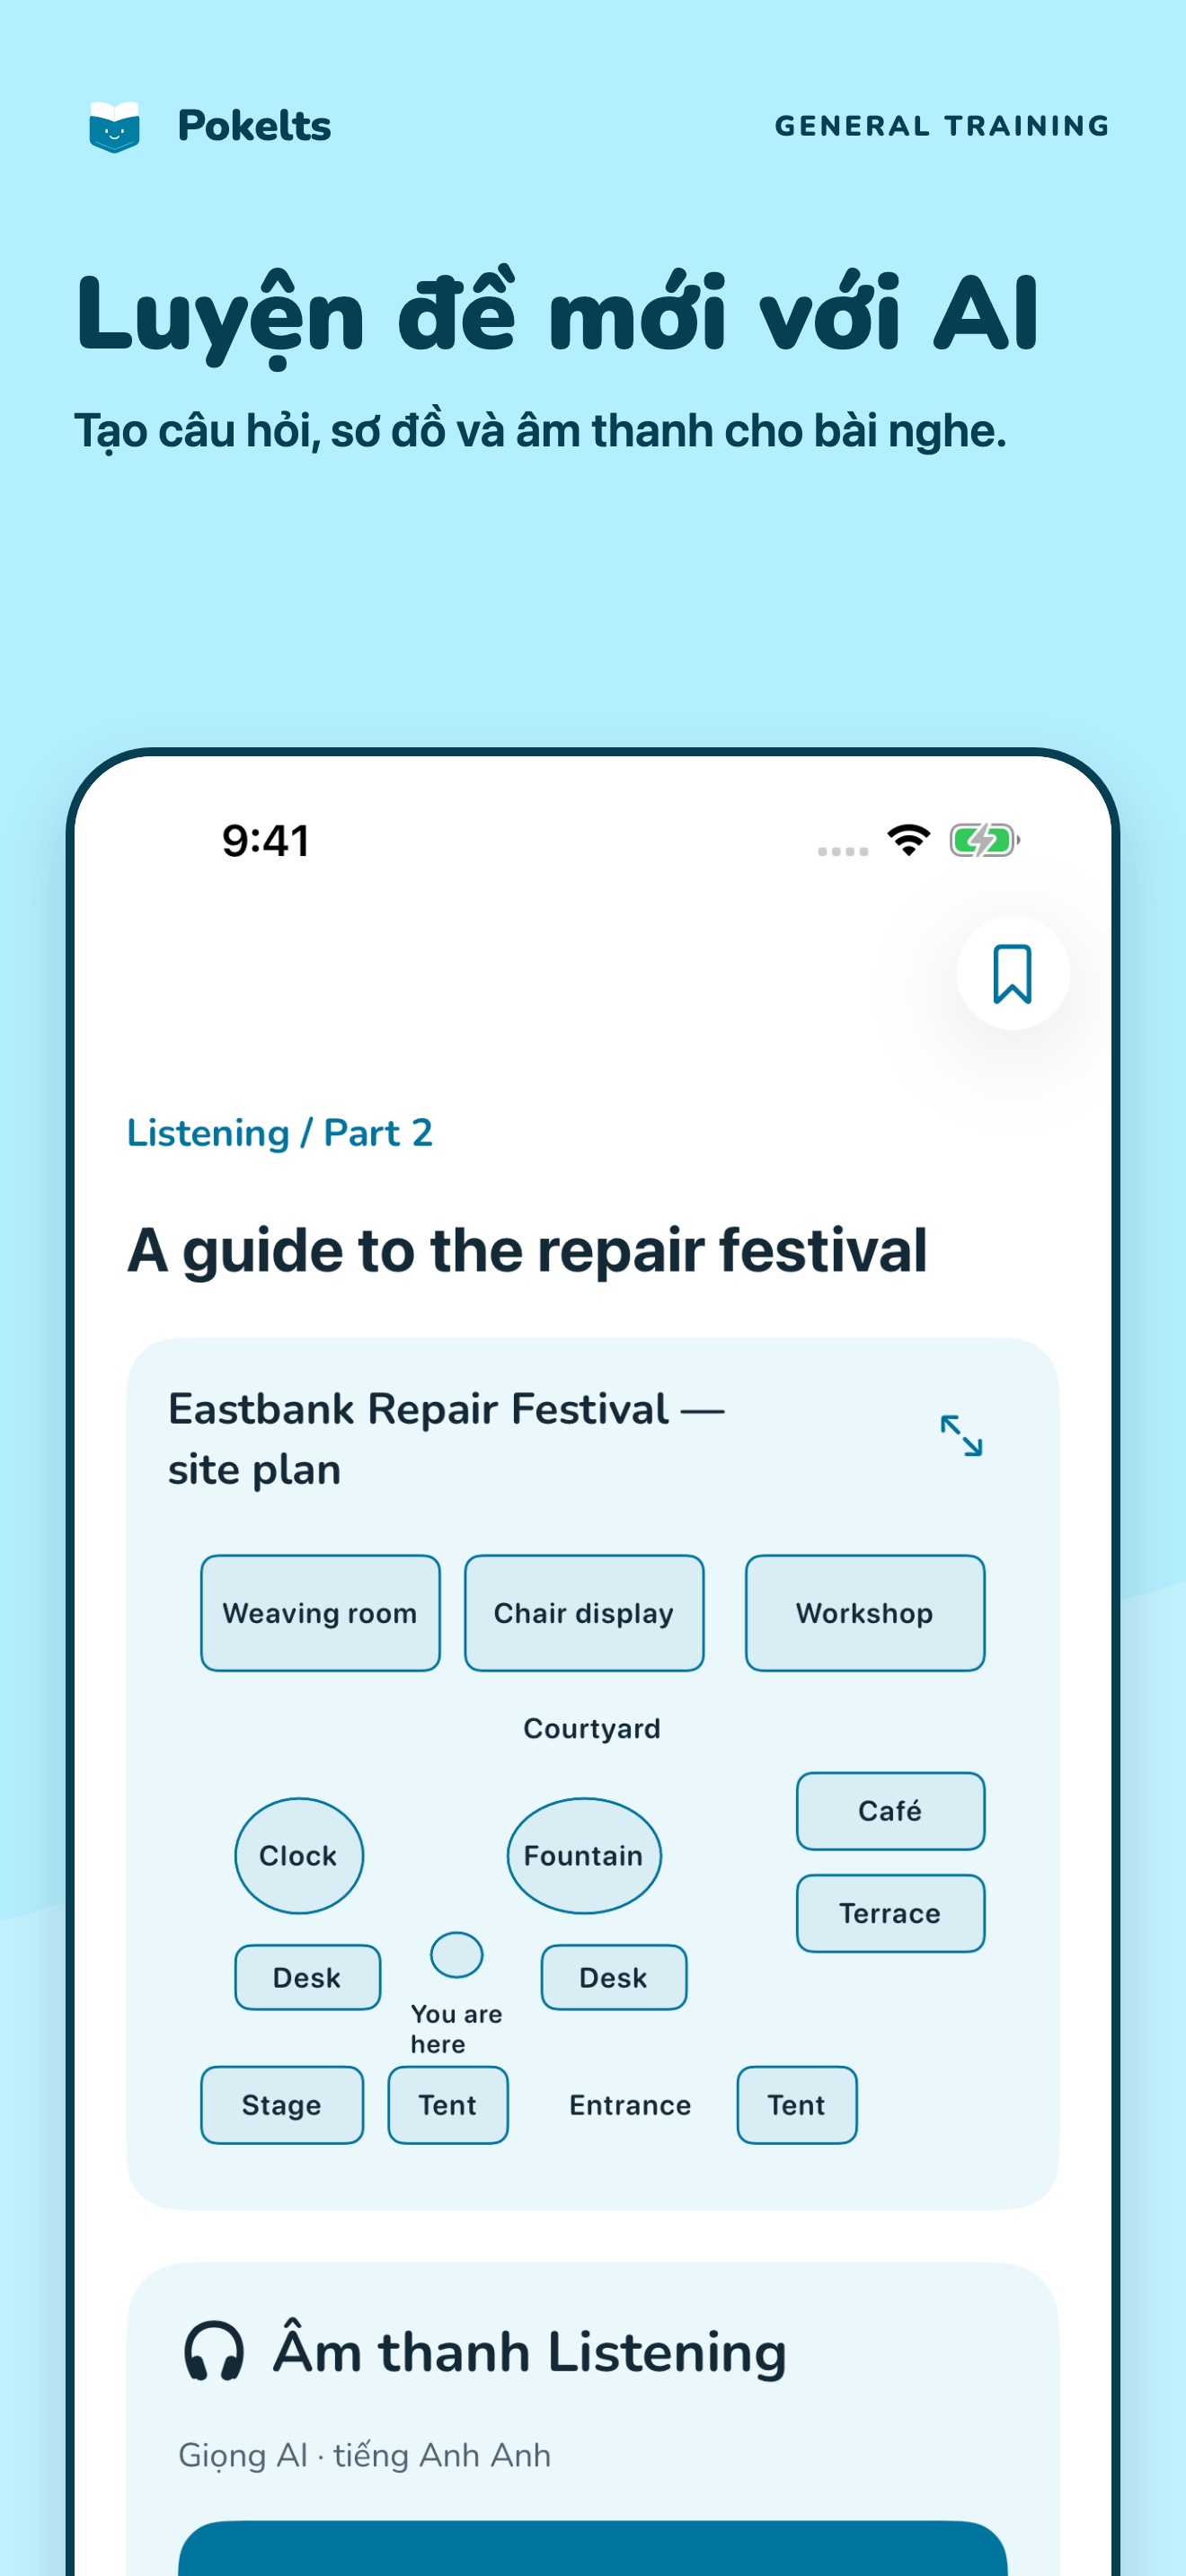 Pokelts
GENERAL TRAINING
Luyện đề mới với AI
Tạo câu hỏi, sơ đồ và âm thanh cho bài nghe.
9:41
Listening / Part 2
A guide to the repair festival
Eastbank Repair Festival —
site plan
Weaving room
Chair display
Workshop
Courtyard
Café
Clock
Fountain
Terrace
Desk
Desk
You are
here
Stage
Tent
Entrance
Tent
Âm thanh Listening
Giọng AI · tiếng Anh Anh